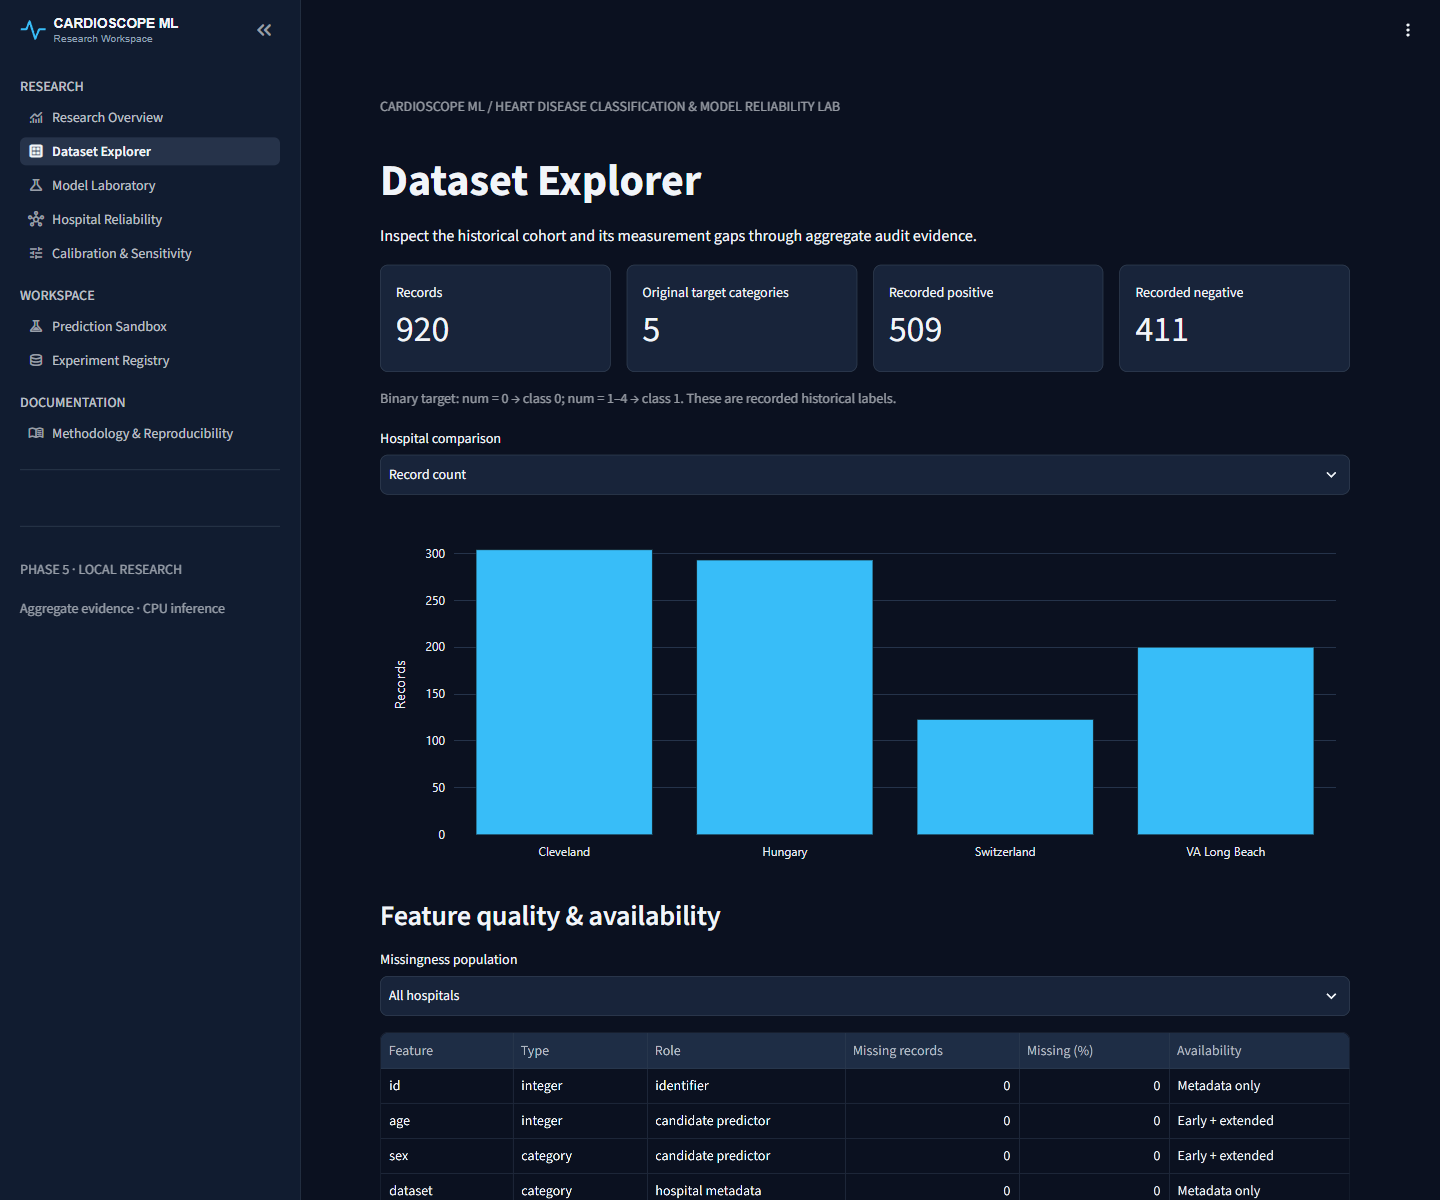 CARDIOSCOPE ML
Research Workspace
RESEARCH
Research Overview
Dataset Explorer
Model Laboratory
Hospital Reliability
Calibration & Sensitivity
WORKSPACE
Prediction Sandbox
Experiment Registry
DOCUMENTATION
Methodology & Reproducibility
PHASE 5 · LOCAL RESEARCH
Aggregate evidence · CPU inference
CARDIOSCOPE ML / HEART DISEASE CLASSIFICATION & MODEL RELIABILITY LAB
Dataset Explorer
Inspect the historical cohort and its measurement gaps through aggregate audit evidence.
Records
920
Original target categories
5
Recorded positive
509
Recorded negative
411
Binary target: num = 0 → class 0; num = 1–4 → class 1. These are recorded historical labels.
Hospital comparison
Record count
Records
300
250
200
150
100
50
0
Cleveland Hungary Switzerland VA Long Beach
Feature quality & availability
Missingness population
All hospitals
Feature Type Role Missing records Missing (%) Availability
id integer identifier 0 0 Metadata only
age integer candidate predictor 0 0 Early + extended
sex category candidate predictor 0 0 Early + extended
dataset category hospital metadata 0 0 Metadata only